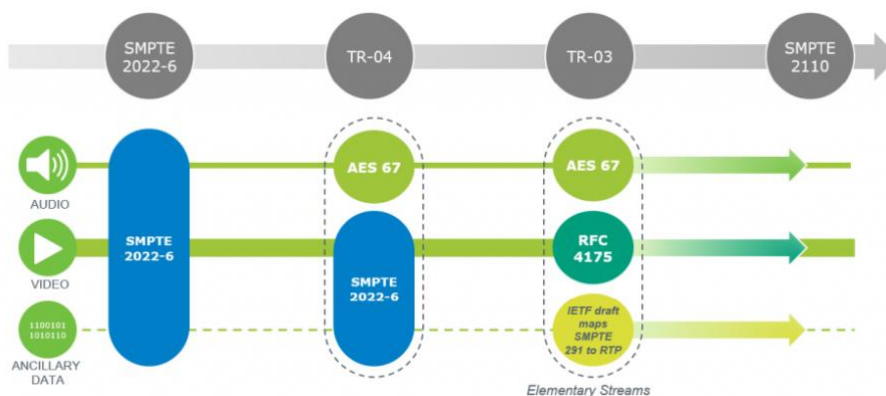 SMPTE
2022-6
TR-04
TR-03
SMPTE
2110
AUDIO
AES 67
AES 67
VIDEO
SMPTE
2022-6
SMPTE
2022-6
RFC
4175
1100101
1010110
ANCILLARY
DATA
IETF draft
maps
SMPTE
291 to RTP
Elementary Streams